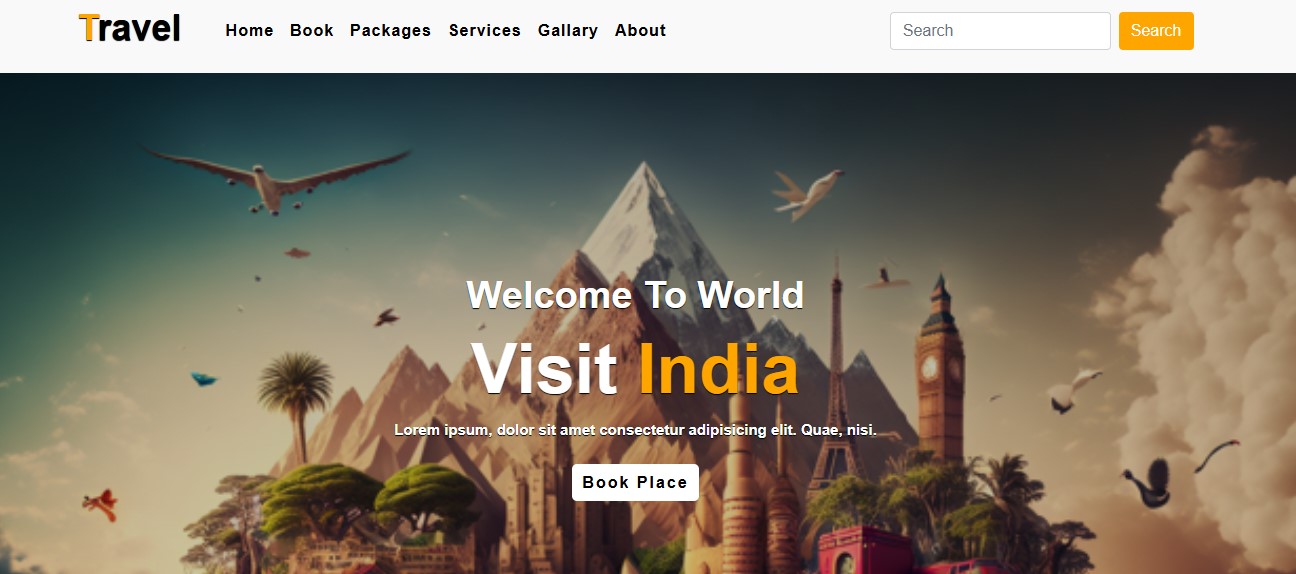 Travel Home Book Packages Services Gallary About Search Search
Welcome To World
Visit India
Lorem ipsum, dolor sit amet consectetur adipisicing elit. Quae, nisi.
Book Place